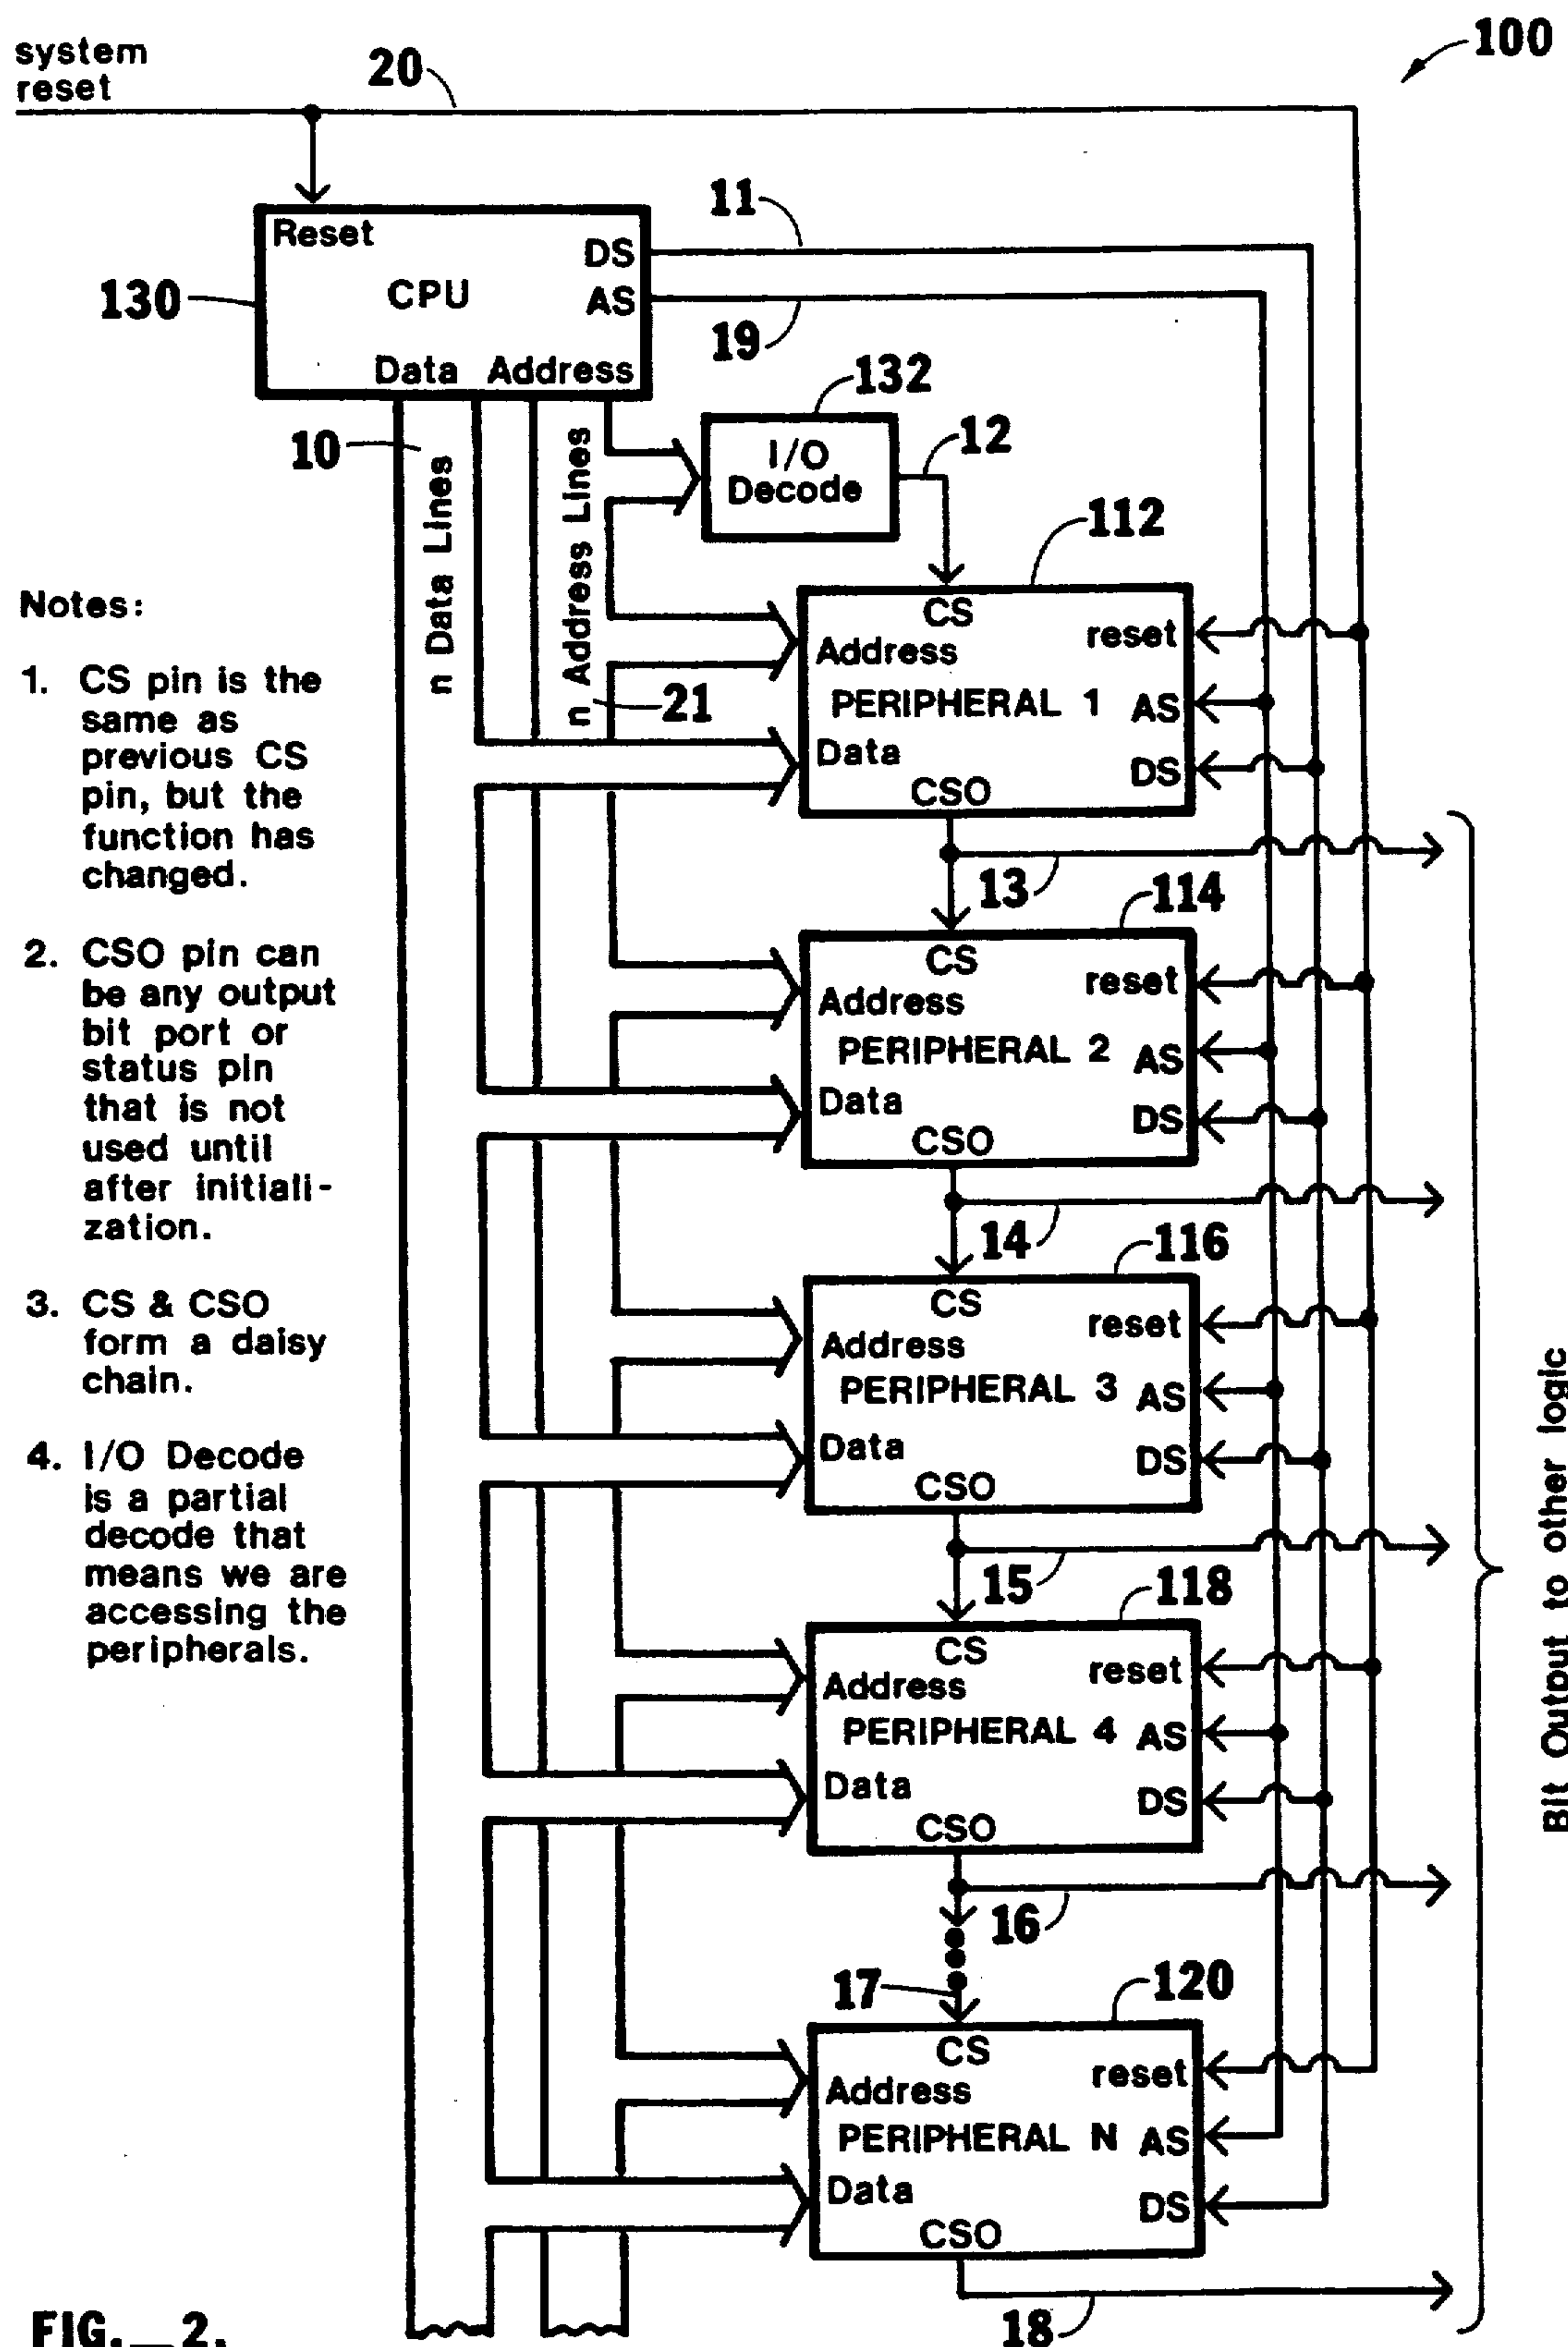 system
reset
20
100
11
Reset
DS
130
CPU
AS
19
Data Address
132
10
12
I/O
Decode
n Data Lines
n Address Lines
112
Notes:
CS
reset
Address
1. CS pin is the
same as
previous CS
pin, but the
function has
changed.
21
PERIPHERAL 1
AS
Data
DS
CSO
13
114
2. CSO pin can
be any output
bit port or
status pin
that is not
used until
after initiali-
zation.
CS
reset
Address
PERIPHERAL 2
AS
Data
DS
CSO
14
116
3. CS & CSO
form a daisy
chain.
CS
reset
Address
PERIPHERAL 3
AS
Data
DS
CSO
4. I/O Decode
is a partial
decode that
means we are
accessing the
peripherals.
15
118
CS
reset
Address
PERIPHERAL 4
AS
Data
DS
CSO
Bit Output to other logic
16
17
120
CS
reset
Address
PERIPHERAL N
AS
Data
DS
CSO
18
FIG.__2.